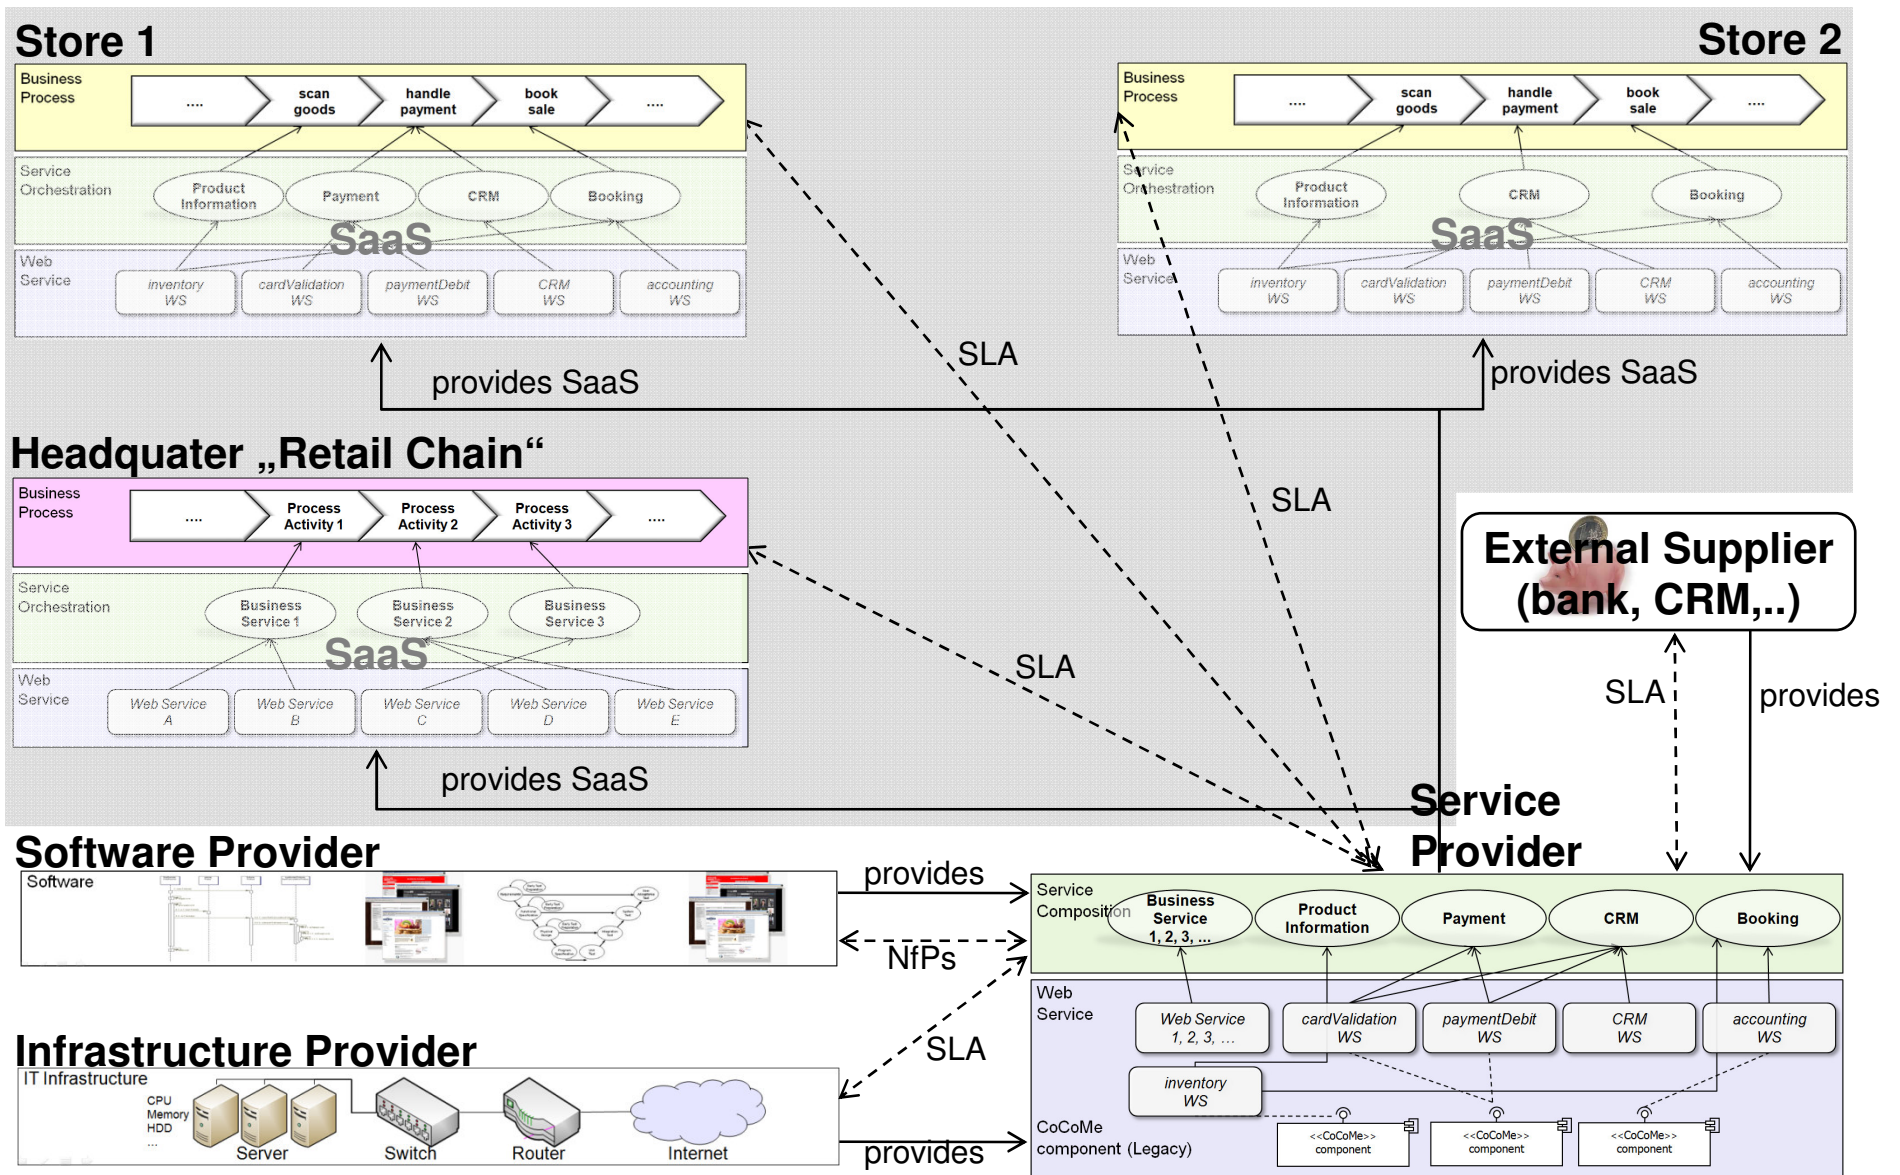 Store 1
Business
Process
....
scan
goods
handle
payment
book
sale
....
Service
Orchestration
Product
Information
Payment
CRM
Booking
SaaS
Web
Service
inventory
WS
cardValidation
WS
paymentDebit
WS
CRM
WS
accounting
WS
provides SaaS
Store 2
Business
Process
....
scan
goods
handle
payment
book
sale
....
Service
Orchestration
Product
Information
CRM
Booking
SaaS
Web
Service
inventory
WS
cardValidation
WS
paymentDebit
WS
CRM
WS
accounting
WS
provides SaaS
SLA
SLA
Headquater „Retail Chain“
Business
Process
....
Process
Activity 1
Process
Activity 2
Process
Activity 3
....
Service
Orchestration
Business
Service 1
Business
Service 2
Business
Service 3
SaaS
Web
Service
Web Service
A
Web Service
B
Web Service
C
Web Service
D
Web Service
E
provides SaaS
SLA
External Supplier
(bank, CRM,..)
SLA
provides
Service
Provider
Software Provider
Software
provides
NfPs
SLA
Infrastructure Provider
IT Infrastructure
CPU
Memory
HDD
...
Server
Switch
Router
Internet
provides
Service
Composition
Business
Service
1, 2, 3, ...
Product
Information
Payment
CRM
Booking
Web
Service
Web Service
1, 2, 3, ...
cardValidation
WS
paymentDebit
WS
CRM
WS
accounting
WS
inventory
WS
CoCoMe
component (Legacy)
<<CoCoMe>>
component
<<CoCoMe>>
component
<<CoCoMe>>
component